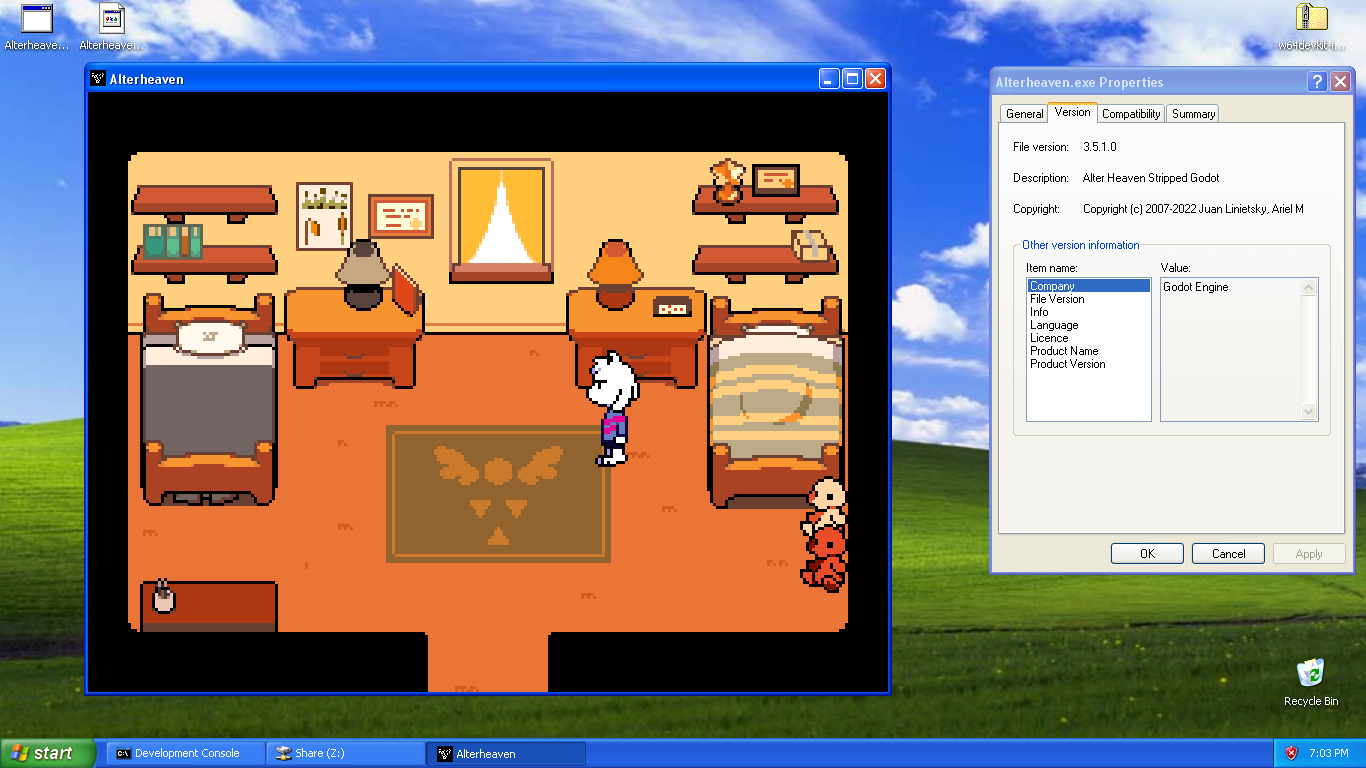 Alterheave...
Alterheave...
w64devkit-i...
Alterheaven
Alterheaven.exe Properties
General
Version
Compatibility
Summary
File version: 3.5.1.0
Description: Alter Heaven Stripped Godot
Copyright: Copyright (c) 2007-2022 Juan Linietsky, Ariel M
Other version information
Item name:
Value:
Company
Godot Engine
File Version
Info
Language
Licence
Product Name
Product Version
OK
Cancel
Apply
Recycle Bin
start
Development Console
Share (Z:)
Alterheaven
7:03 PM